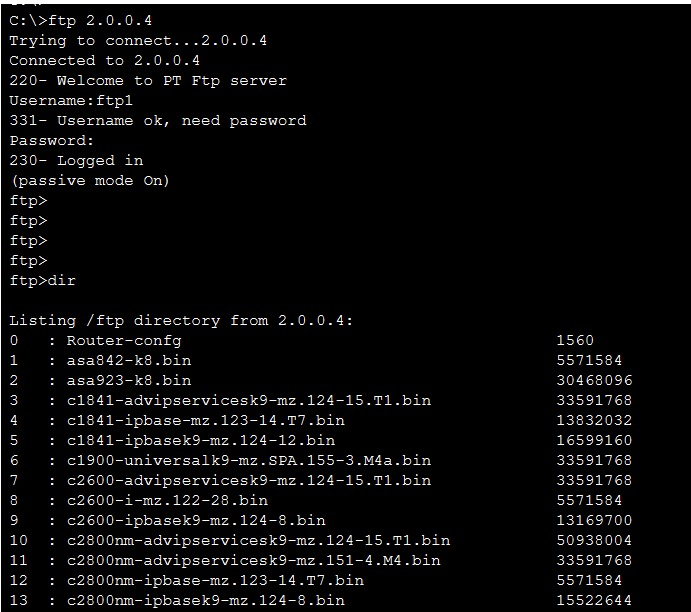 C:\>ftp 2.0.0.4
Trying to connect...2.0.0.4
Connected to 2.0.0.4
220- Welcome to PT Ftp server
Username:ftp1
331- Username ok, need password
Password:
230- Logged in
(passive mode On)
ftp>
ftp>
ftp>
ftp>
ftp>dir
Listing /ftp directory from 2.0.0.4:
0 : Router-confg 1560
1 : asa842-k8.bin 5571584
2 : asa923-k8.bin 30468096
3 : c1841-advipservicesk9-mz.124-15.T1.bin 33591768
4 : c1841-ipbase-mz.123-14.T7.bin 13832032
5 : c1841-ipbasek9-mz.124-12.bin 16599160
6 : c1900-universalk9-mz.SPA.155-3.M4a.bin 33591768
7 : c2600-advipservicesk9-mz.124-15.T1.bin 33591768
8 : c2600-i-mz.122-28.bin 5571584
9 : c2600-ipbasek9-mz.124-8.bin 13169700
10 : c2800nm-advipservicesk9-mz.124-15.T1.bin 50938004
11 : c2800nm-advipservicesk9-mz.151-4.M4.bin 33591768
12 : c2800nm-ipbase-mz.123-14.T7.bin 5571584
13 : c2800nm-ipbasek9-mz.124-8.bin 15522644